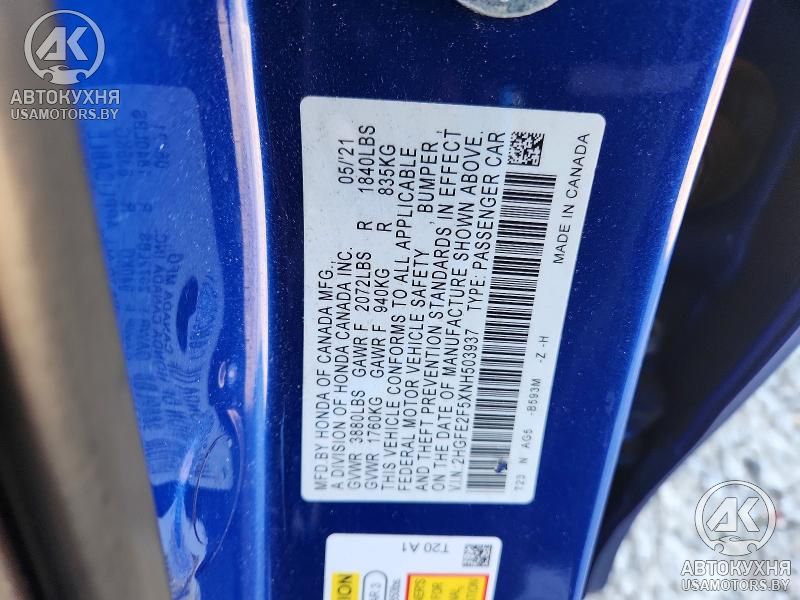 AK
АВТОКУХНЯ
USAMOTORS.BY
MFD.BY HONDA OF CANADA MFG.,
A DIVISION OF HONDA CANADA INC. 05/'21
GVWR 3880LBS GAWR F 2072LBS R 1840LBS
GVWR 1760KG GAWR F 940KG R 835KG
THIS VEHICLE CONFORMS TO ALL APPLICABLE
FEDERAL MOTOR VEHICLE SAFETY, BUMPER,
AND THEFT PREVENTION STANDARDS, IN EFFECT
ON THE DATE OF MANUFACTURE SHOWN ABOVE.
V.I.N. 2HGFE2F5XNH503937 TYPE: PASSENGER CAR
T23 N AG5 -B593M -Z -H
MADE IN CANADA
T20 A1
AK
АВТОКУХНЯ
USAMOTORS.BY